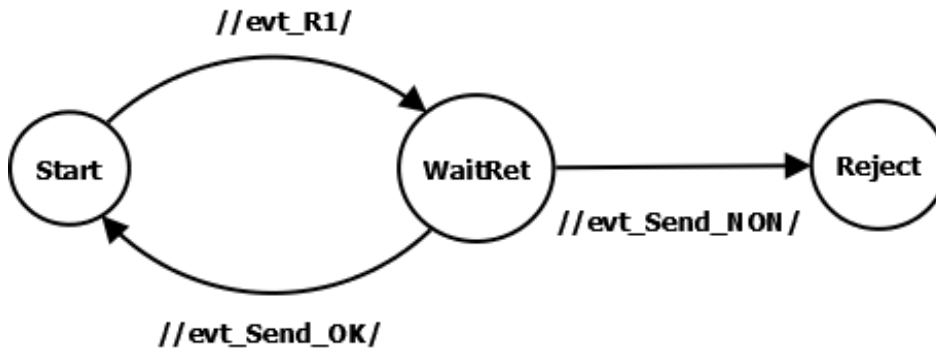 //evt_R1/
Start
WaitRet
Reject
//evt_Send_NON/
//evt_Send_OK/